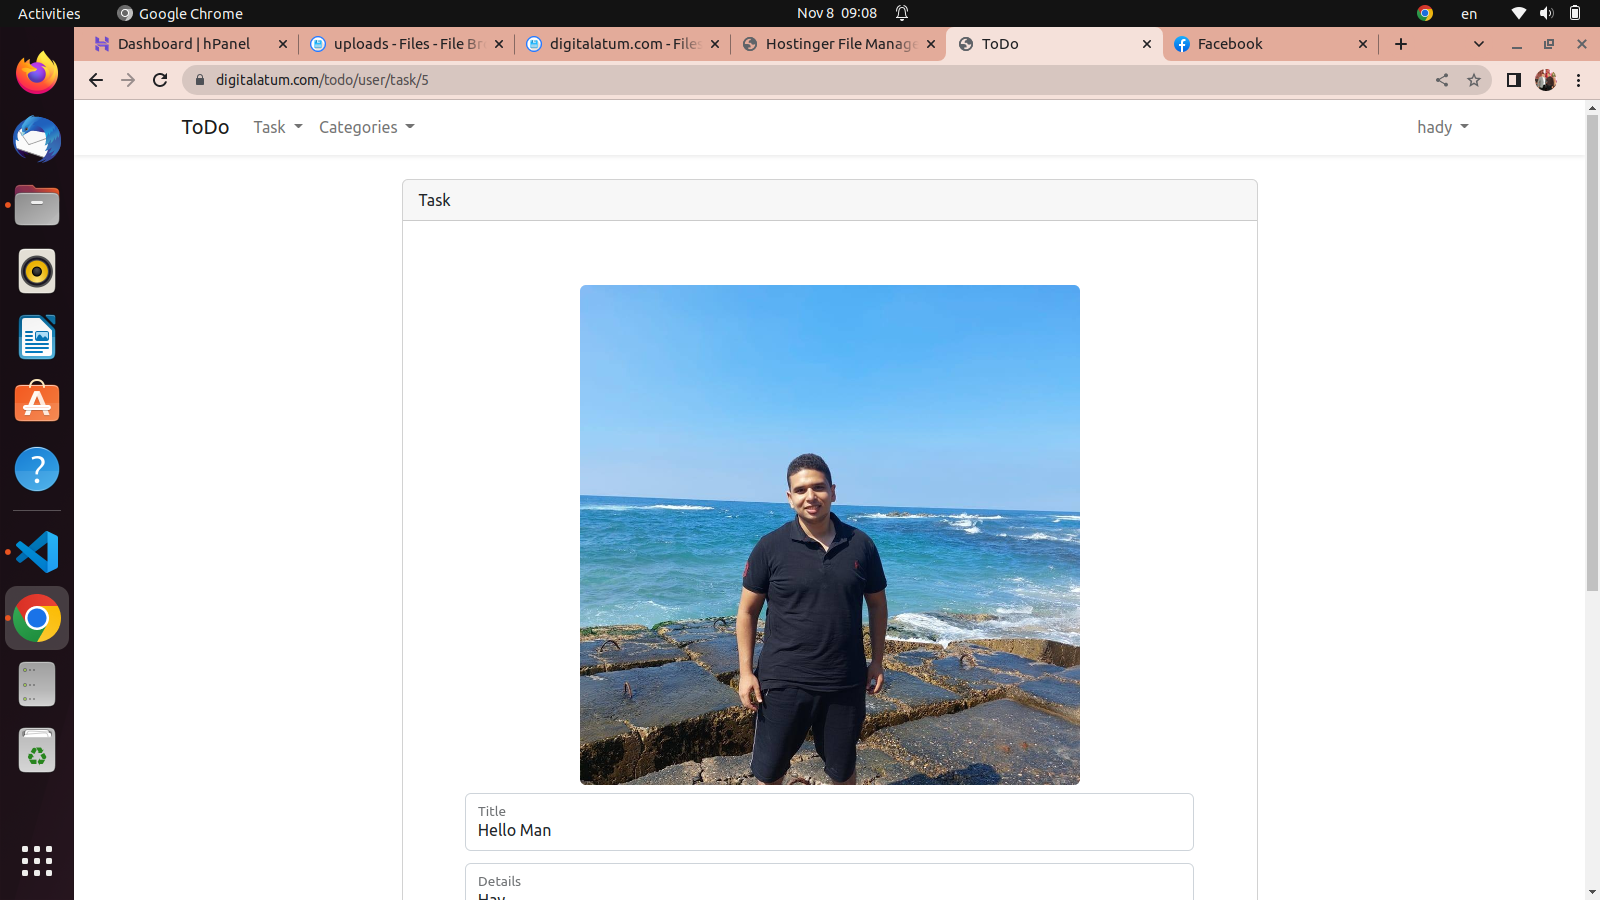 Activities
Google Chrome
Nov 8 09:08
en
Dashboard | hPanel
uploads - Files - File Br
digitalatum.com - Files
Hostinger File Manage
ToDo
Facebook
digitalatum.com/todo/user/task/5
ToDo
Task
Categories
hady
Task
Title
Hello Man
Details